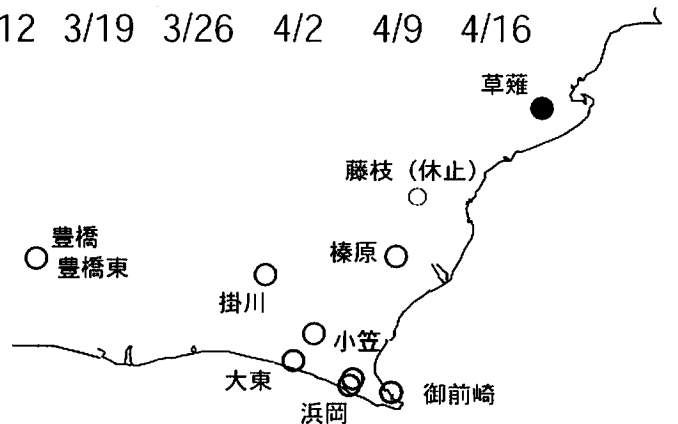 12 3/19 3/26 4/2 4/9 4/16
草薙
藤枝（休止）
豊橋
豊橋東
榛原
掛川
小笠
大東
浜岡
御前崎